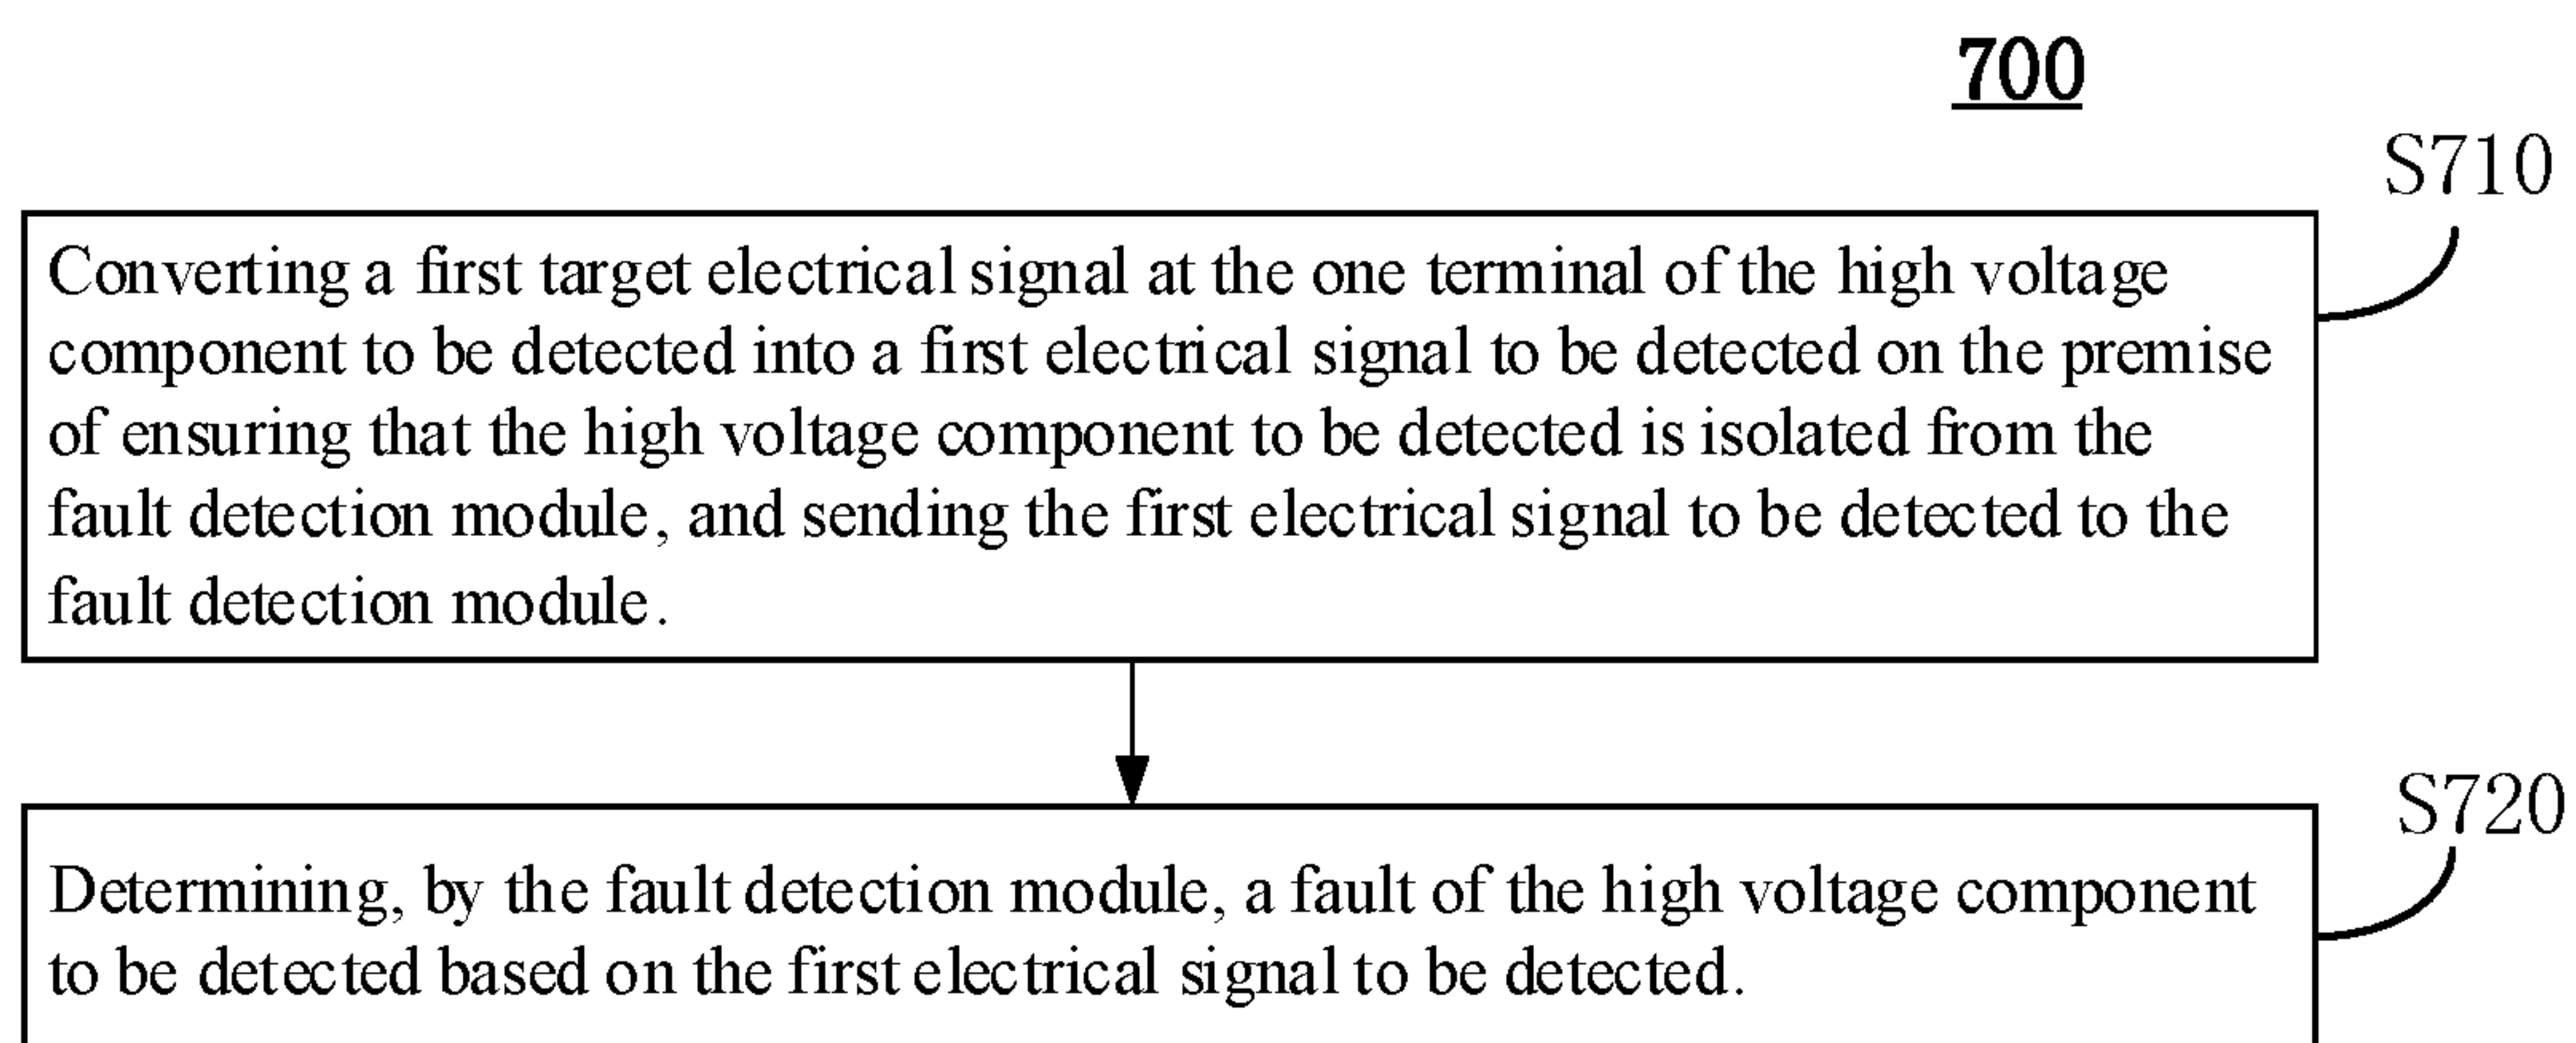 700
S710
Converting a first target electrical signal at the one terminal of the high voltage
component to be detected into a first electrical signal to be detected on the premise
of ensuring that the high voltage component to be detected is isolated from the
fault detection module, and sending the first electrical signal to be detected to the
fault detection module.
S720
Determining, by the fault detection module, a fault of the high voltage component
to be detected based on the first electrical signal to be detected.